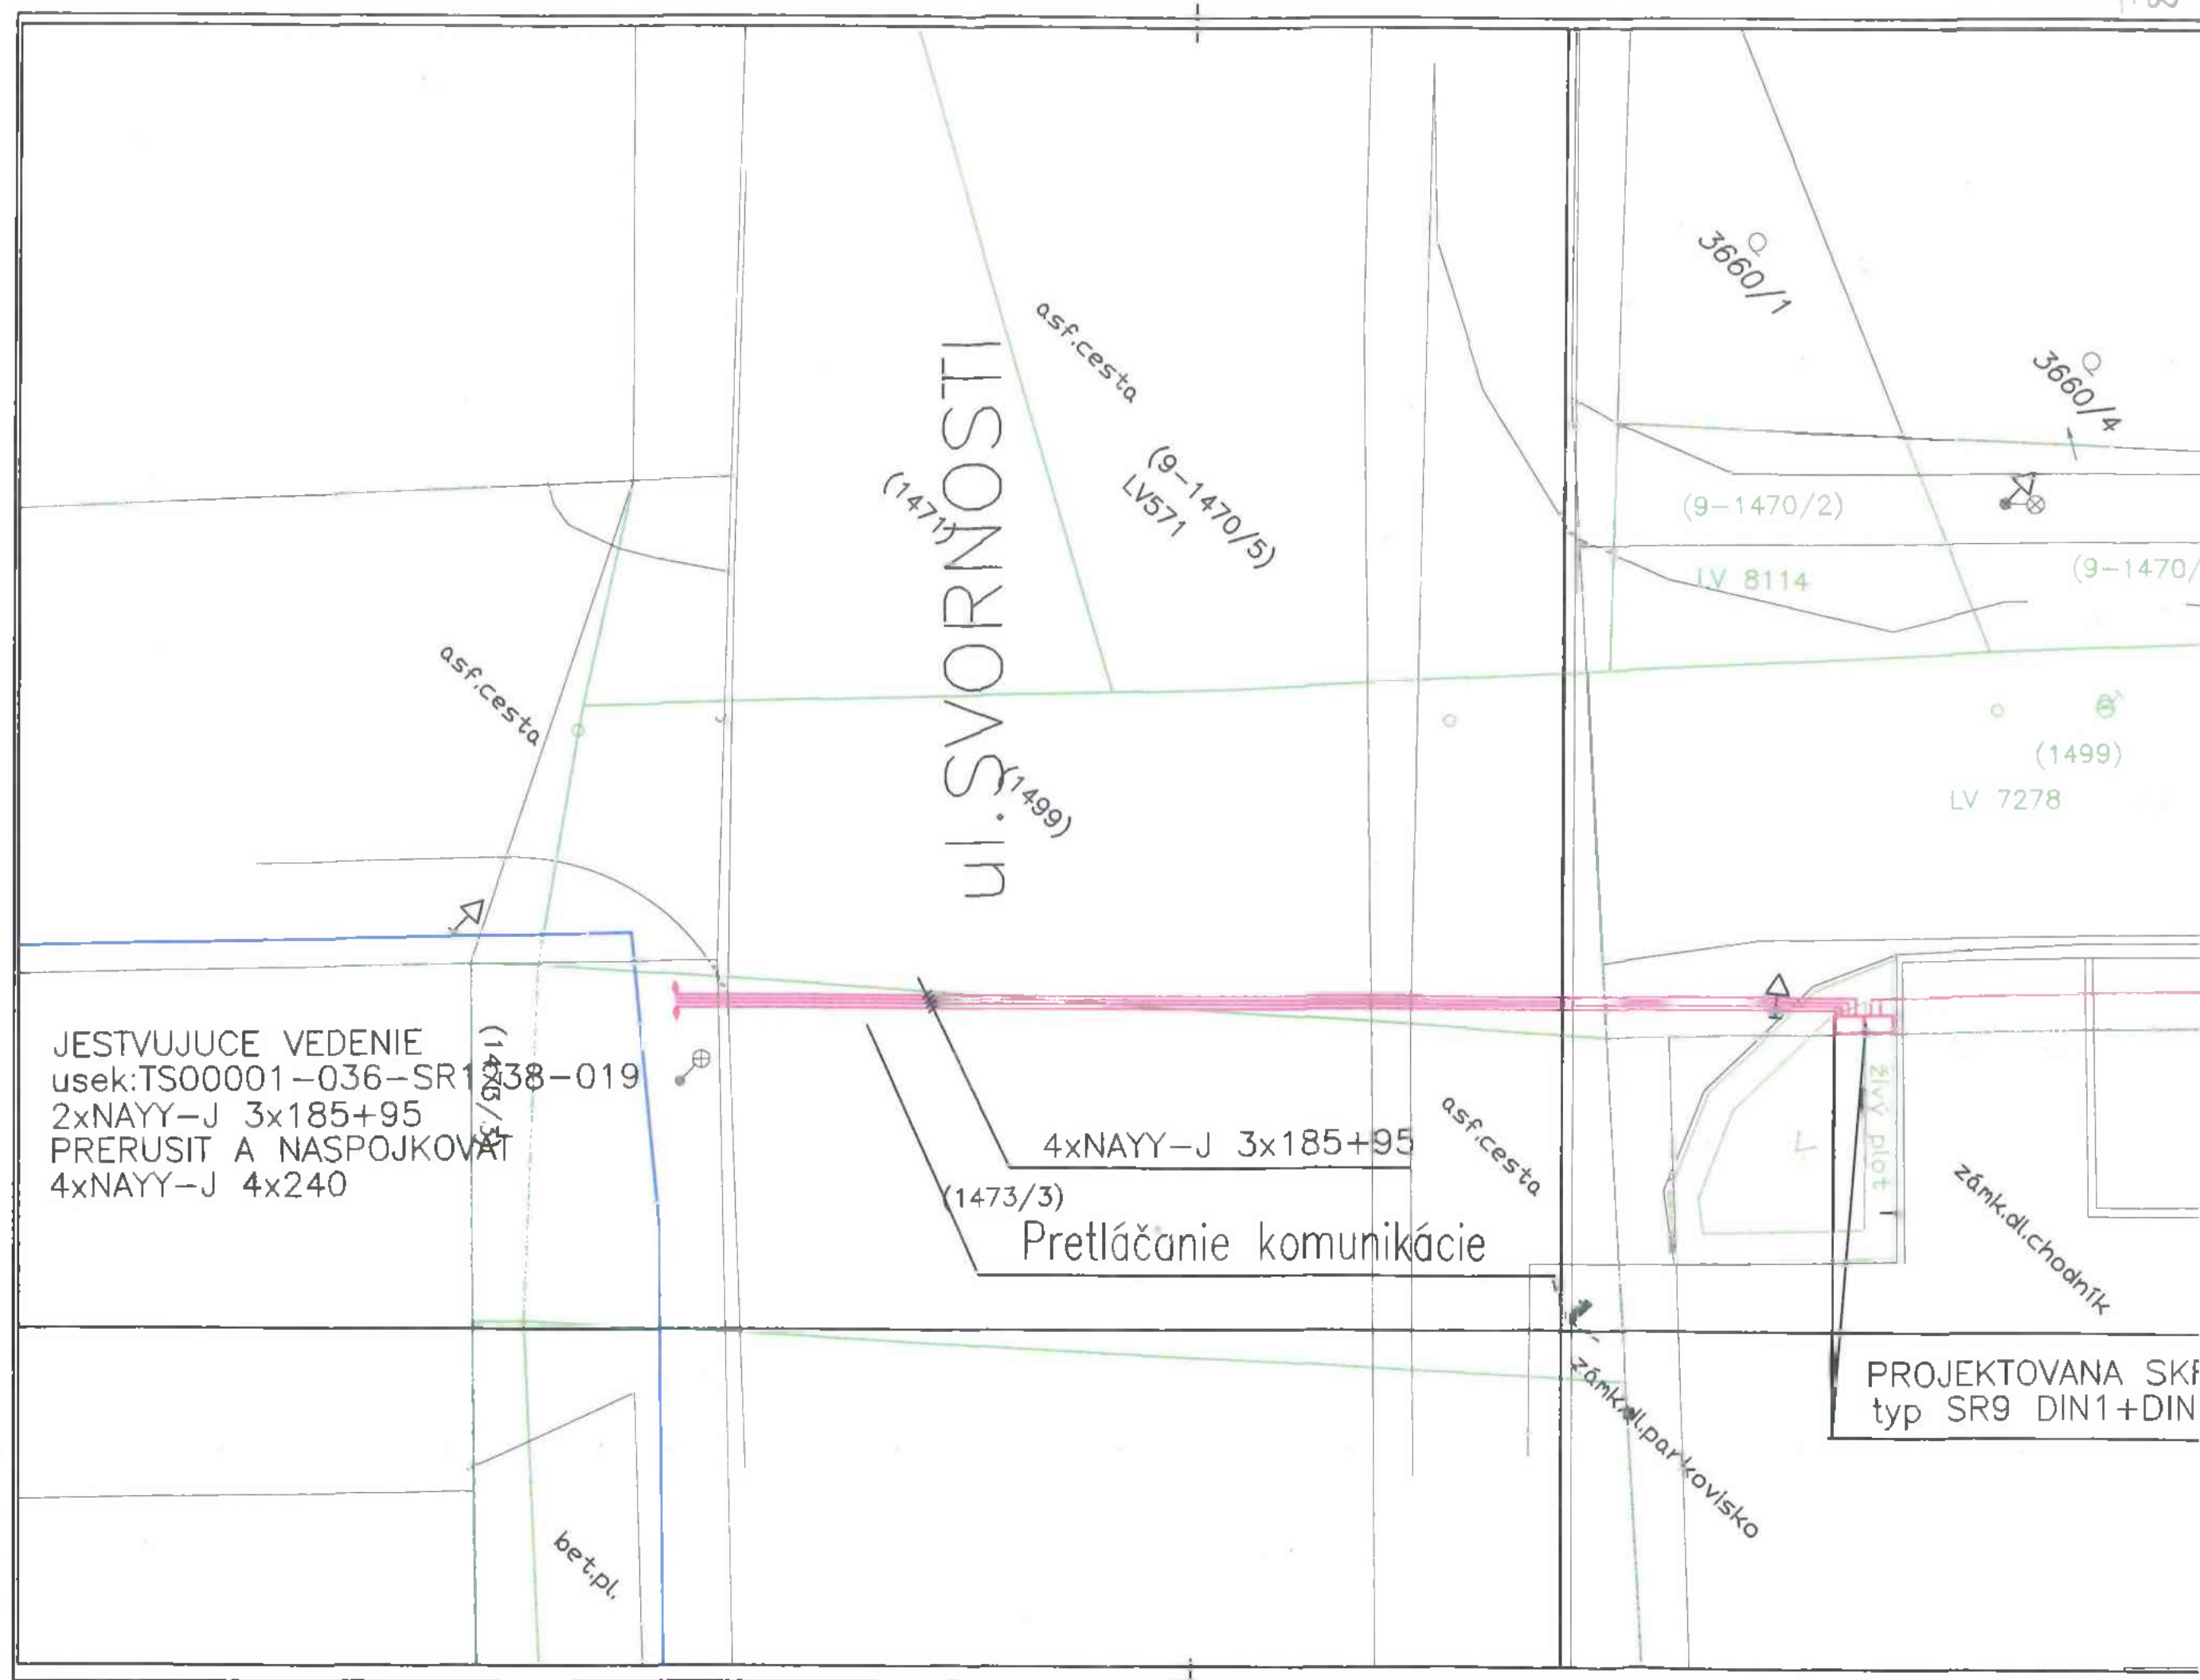 3660/1
3660/4
asf.cesta
ul.SVORNOSTI
(1471)
(9-1470/5)
LV571
(9-1470/2)
LV 8114
(9-1470/
asf.cesta
(1499)
(1499)
LV 7278
JESTVUJUCE VEDENIE
usek:TS00001-036-SR1238-019
2xNAYY-J 3x185+95
PRERUSIT A NASPOJKOVAT
4xNAYY-J 4x240
4xNAYY-J 3x185+95
(1473/3)
Pretláčanie komunikácie
asf.cesta
živý plot
zámk.dl.chodník
zámk.dl.parkovisko
PROJEKTOVANA
typ SR9 DIN1+DIN
bet.pl.